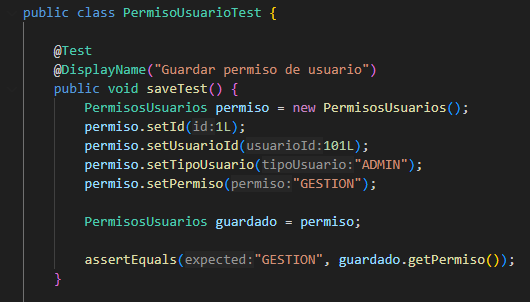 public class PermisoUsuarioTest {
@Test
@DisplayName("Guardar permiso de usuario")
public void saveTest() {
PermisosUsuarios permiso = new PermisosUsuarios();
permiso.setId(id:1L);
permiso.setUsuarioId(usuarioId:101L);
permiso.setTipoUsuario(tipoUsuario:"ADMIN");
permiso.setPermiso(permiso:"GESTION");
PermisosUsuarios guardado = permiso;
assertEquals(expected:"GESTION", guardado.getPermiso());
}